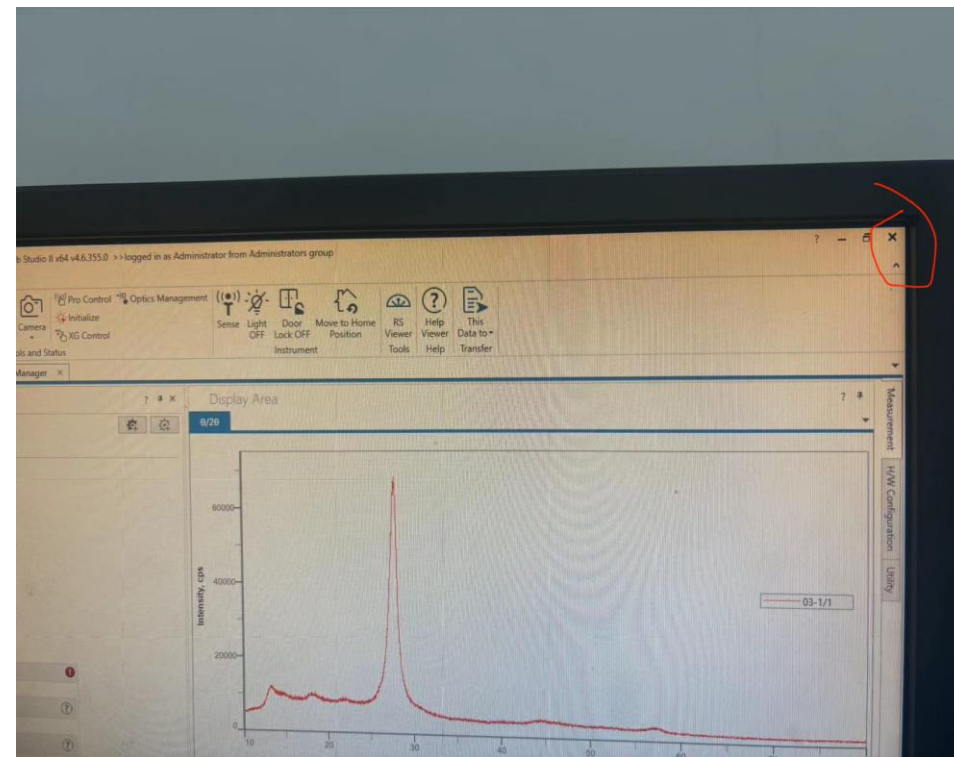 b Studio II x64 v4.6.355.0 >>logged in as Administrator from Administrators group
Pro Control Optics Management
Initialize
Camera
XG Control
ols and Status
Sense Light OFF Door Lock OFF Move to Home Position
Instrument
RS Viewer
Tools
Help Viewer
Help
This Data to
Transfer
Manager
Display Area
θ/2θ
Measurement
H/W Configuration
Utility
Intensity, cps
60000
40000
20000
0
03-1/1
10 20 30 40 50 60